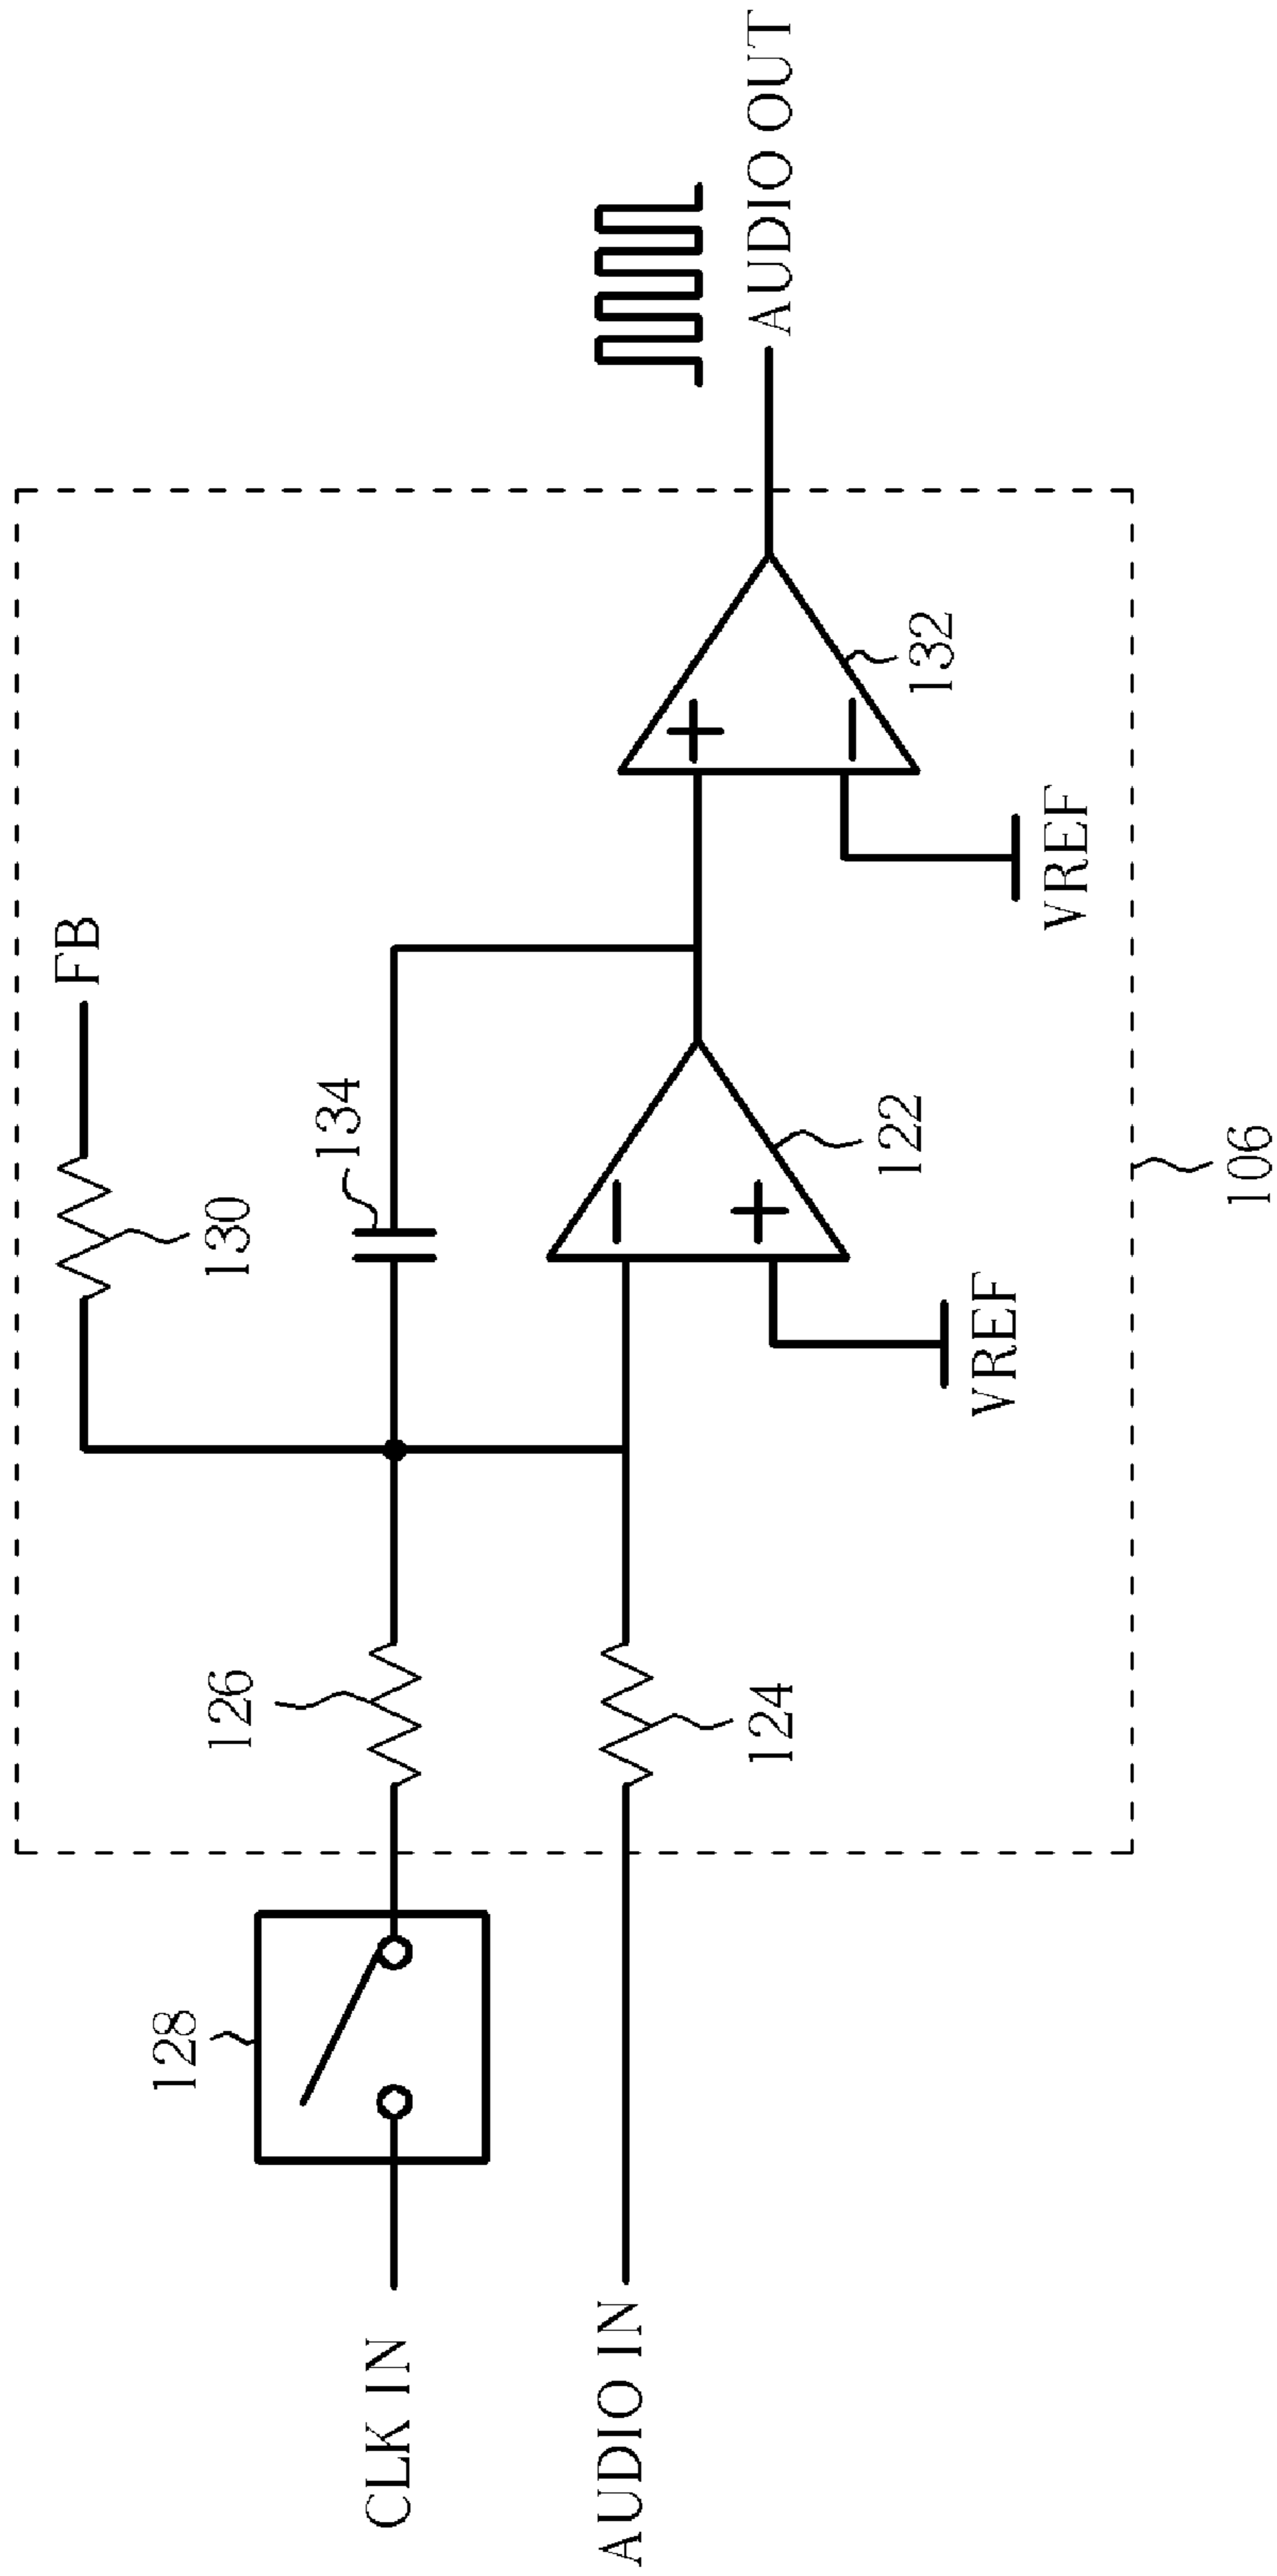 FB
130
134
126
128
CLK IN
AUDIO IN
124
122
VREF
132
VREF
AUDIO OUT
106